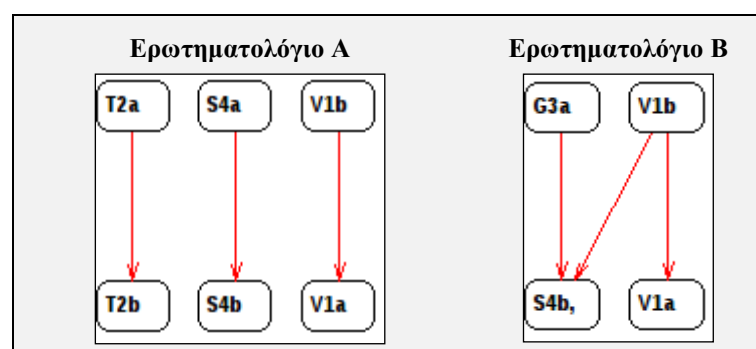 Ερωτηματολόγιο Α Ερωτηματολόγιο Β
T2a S4a V1b G3a V1b
T2b S4b V1a S4b, V1a